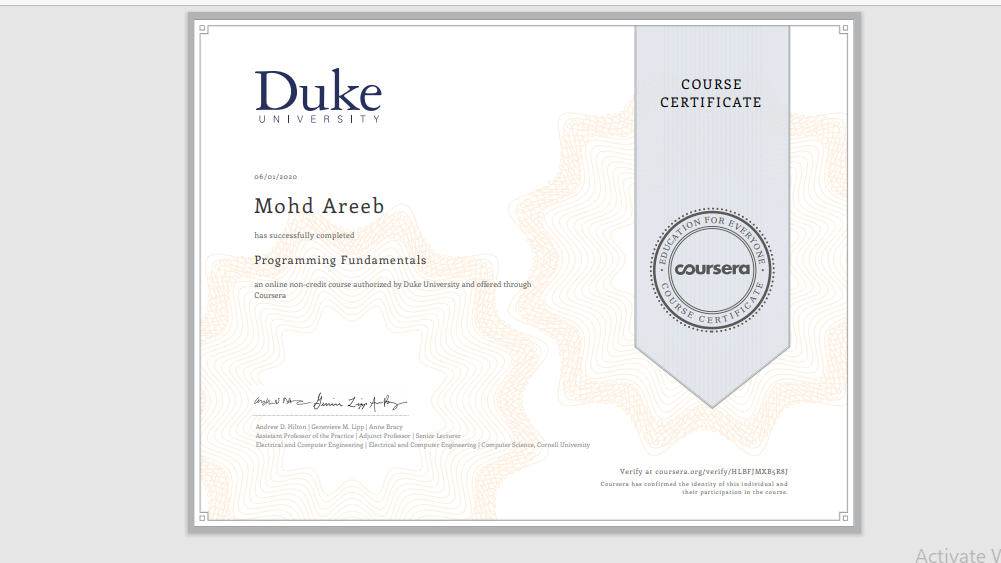 Duke
UNIVERSITY
COURSE
CERTIFICATE
06/01/2020
Mohd Areeb
has successfully completed
Programming Fundamentals
an online non-credit course authorized by Duke University and offered through
Coursera
EDUCATION FOR EVERYONE
coursera
COURSE CERTIFICATE
Andrew D. Hilton | Genevieve M. Lipp | Anne Bracy
Assistant Professor of the Practice | Adjunct Professor | Senior Lecturer
Electrical and Computer Engineering | Electrical and Computer Engineering | Computer Science, Cornell University
Verify at coursera.org/verify/HLBFJMXB5R8J
Coursera has confirmed the identity of this individual and
their participation in the course.
Activate